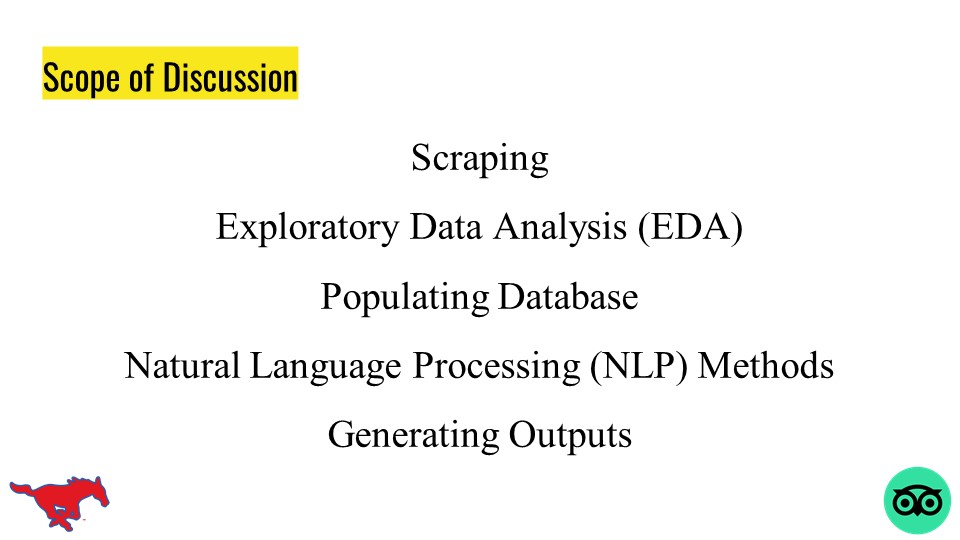 Scope of Discussion
Scraping
Exploratory Data Analysis (EDA)
Populating Database
Natural Language Processing (NLP) Methods
Generating Outputs